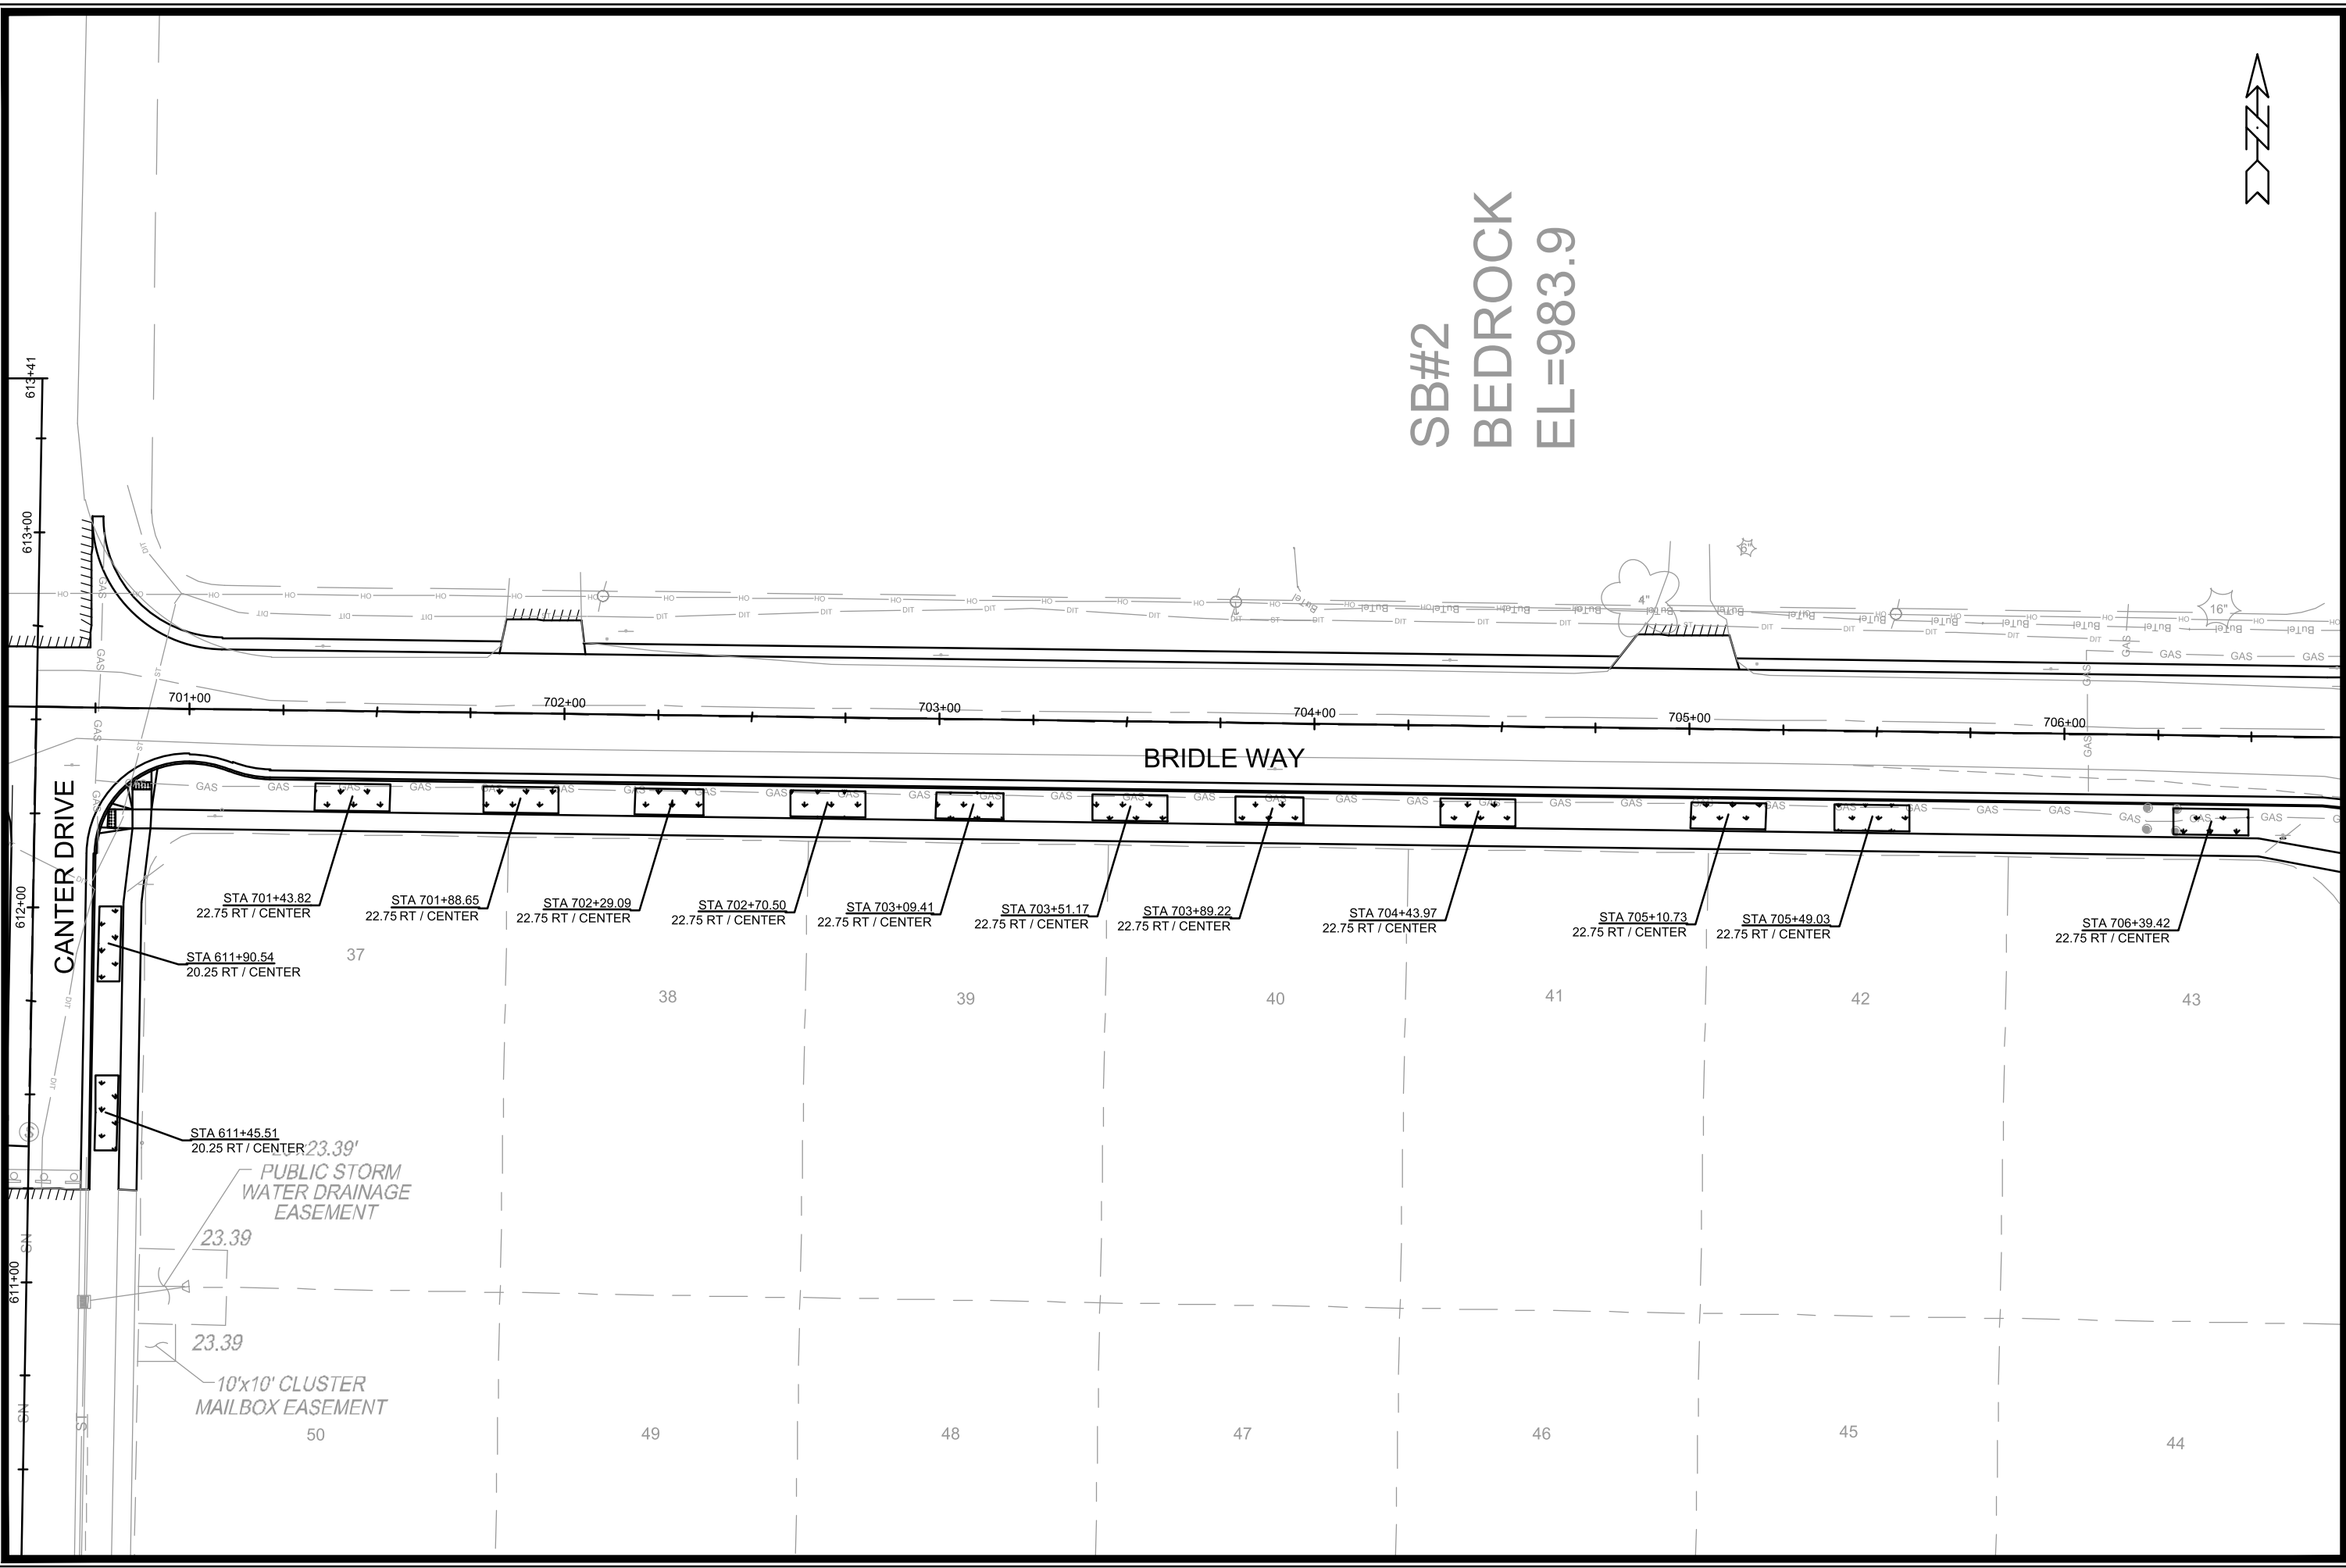 SB#2
BEDROCK
EL=983.9
613+41
613+00
6"
4"
16"
701+00
702+00
703+00
704+00
705+00
706+00
BRIDLE WAY
CANTER DRIVE
612+00
611+00
STA 701+43.82
22.75 RT / CENTER
STA 701+88.65
22.75 RT / CENTER
STA 702+29.09
22.75 RT / CENTER
STA 702+70.50
22.75 RT / CENTER
STA 703+09.41
22.75 RT / CENTER
STA 703+51.17
22.75 RT / CENTER
STA 703+89.22
22.75 RT / CENTER
STA 704+43.97
22.75 RT / CENTER
STA 705+10.73
22.75 RT / CENTER
STA 705+49.03
22.75 RT / CENTER
STA 706+39.42
22.75 RT / CENTER
STA 611+90.54
20.25 RT / CENTER
37
38
39
40
41
42
43
STA 611+45.51
20.25 RT / CENTER
23.39'
PUBLIC STORM
WATER DRAINAGE
EASEMENT
23.39
23.39
10'x10' CLUSTER
MAILBOX EASEMENT
50
49
48
47
46
45
44
GAS
OH
DIT
ST
BuTeL
SN